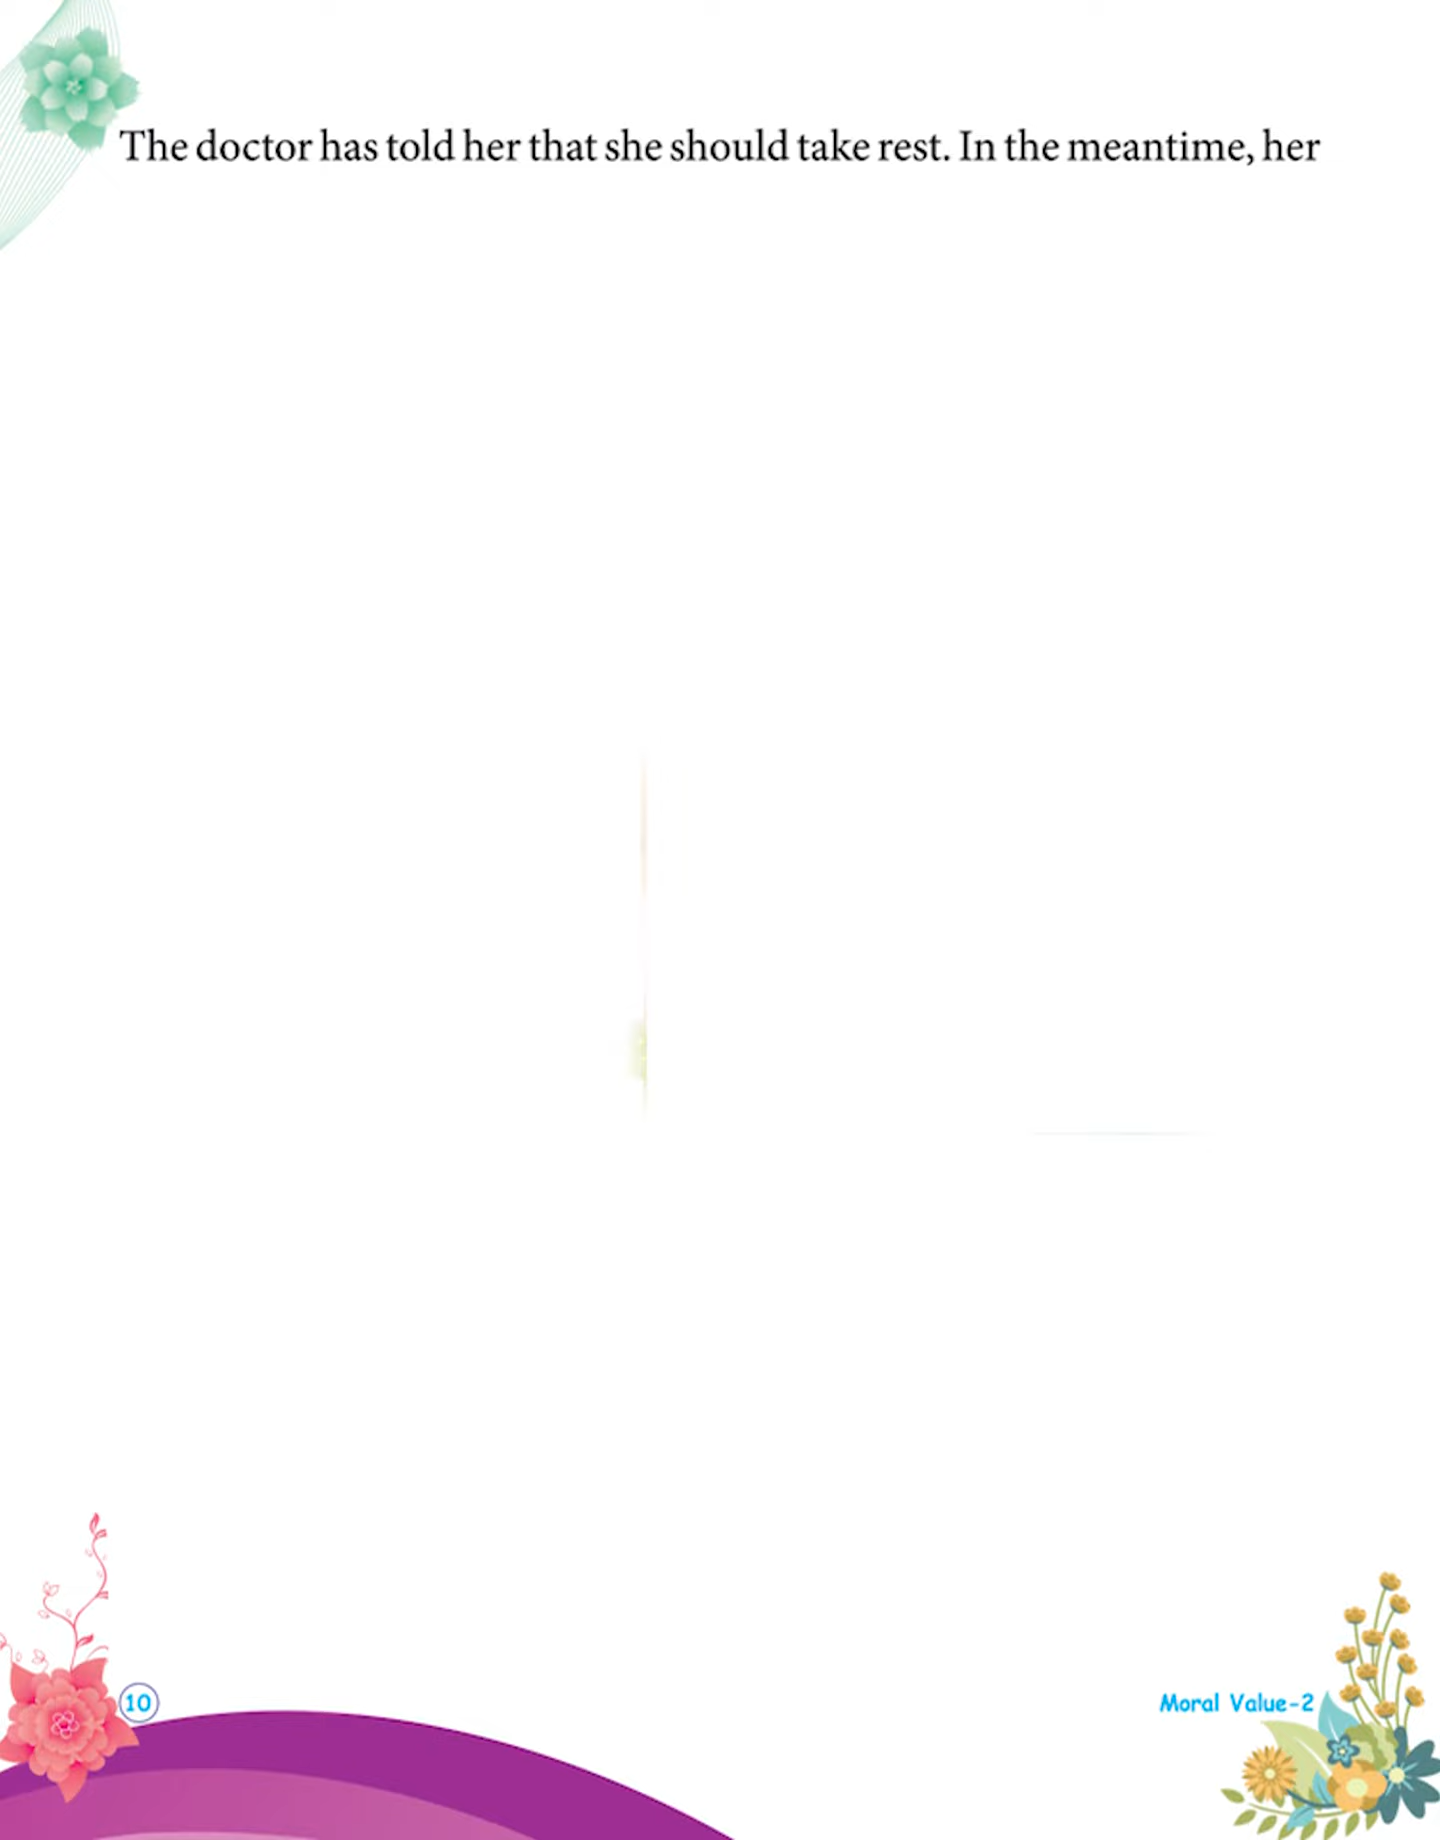 The doctor has told her that she should take rest. In the meantime, her
10
Moral Value-2